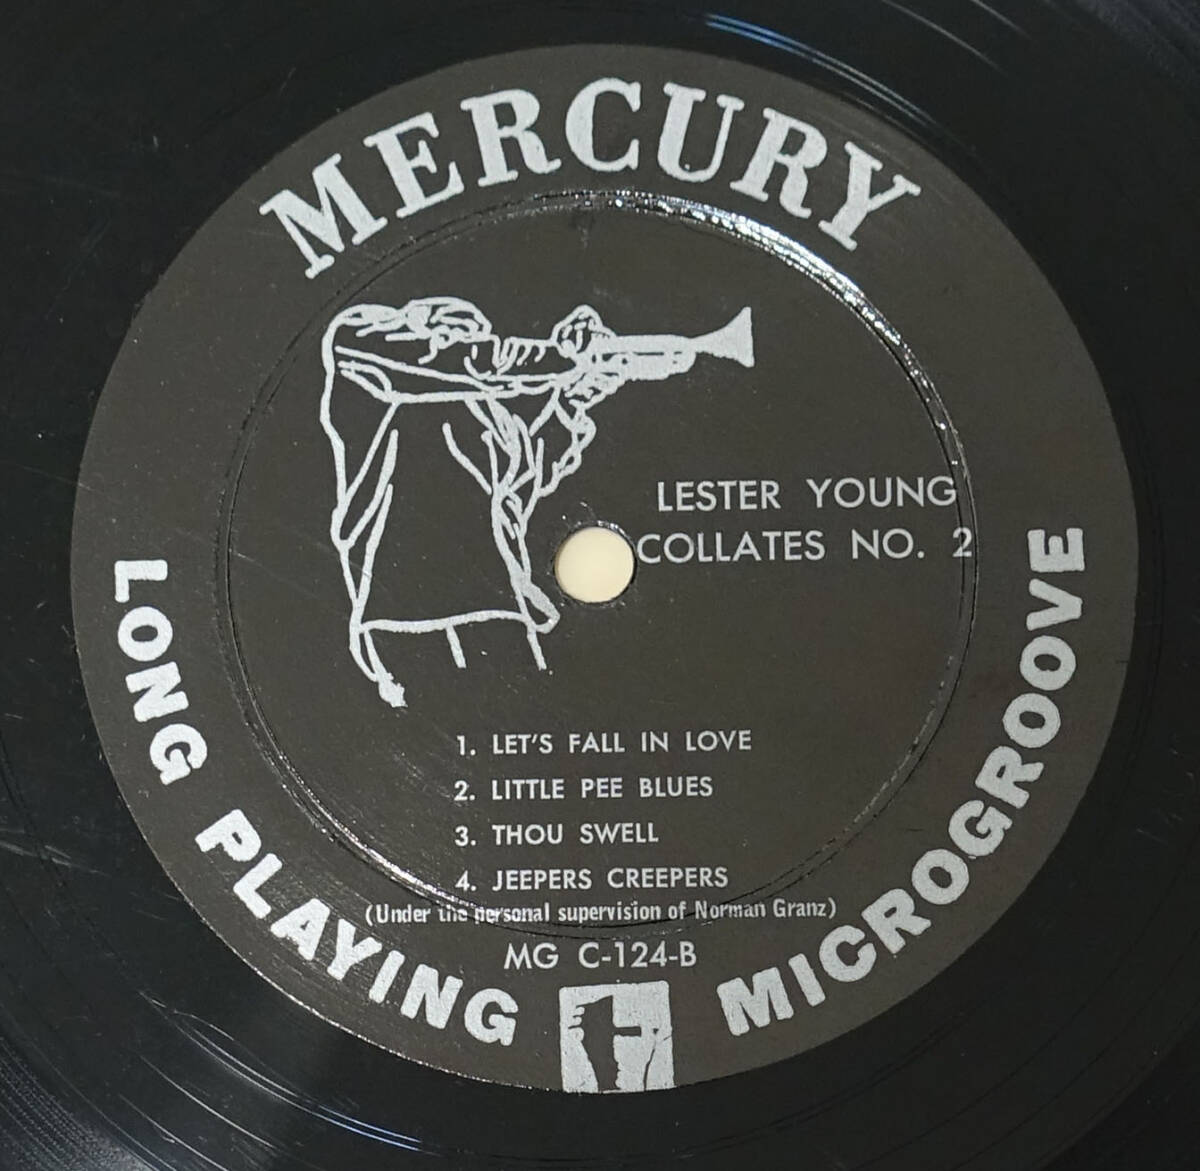 MERCURY
LESTER YOUNG
COLLATES NO. 2
1. LET'S FALL IN LOVE
2. LITTLE PEE BLUES
3. THOU SWELL
4. JEEPERS CREEPERS
(Under the personal supervision of Norman Granz)
MG C-124-B
LONG PLAYING MICROGROOVE